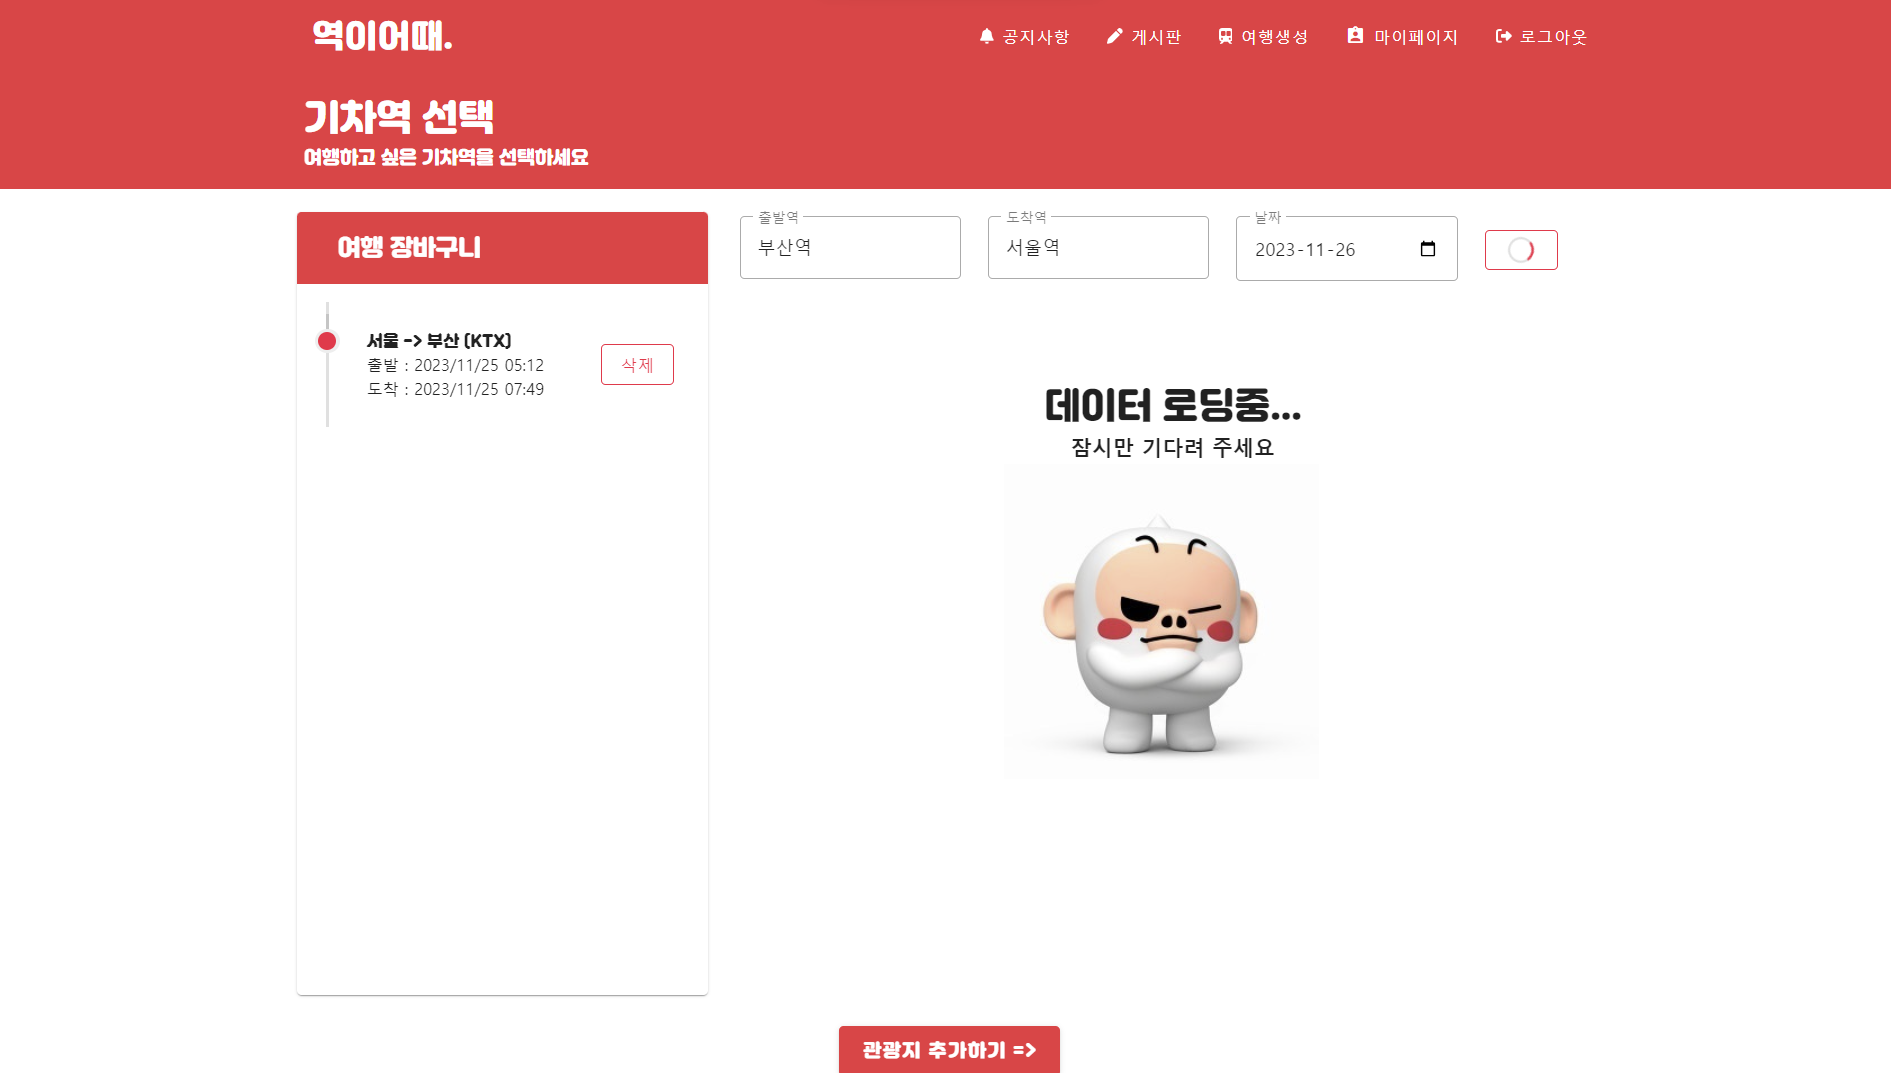 역이어때.
공지사항 게시판 여행생성 마이페이지 로그아웃
기차역 선택
여행하고 싶은 기차역을 선택하세요
여행 장바구니
서울 -> 부산 (KTX)
출발 : 2023/11/25 05:12
도착 : 2023/11/25 07:49
삭제
출발역
부산역
도착역
서울역
날짜
2023-11-26
데이터 로딩중...
잠시만 기다려 주세요
관광지 추가하기 =>